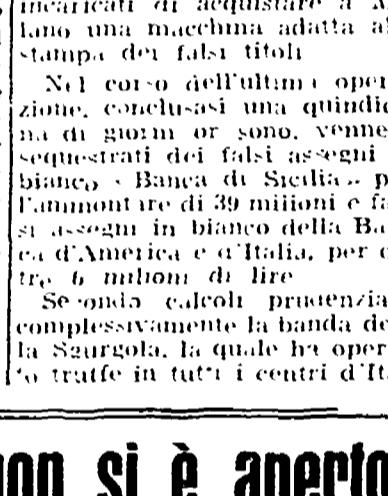 incaricati di acquistare a M
lano una macchina adatta al
stampa dei falsi titoli
Nel corso dell'ultima oper
zione, conclusasi una quindic
na di giorni or sono, venne
sequestrati dei falsi assegni
bianco « Banca di Sicilia » p
l'ammontare di 39 milioni e fa
si assegni in bianco della Ba
ca d'America e d'Italia, per o
tre 6 milioni di lire
Secondo calcoli prudenzia
complessivamente la banda de
la Sgurgola, la quale ha oper
to truffe in tutti i centri d'It
non si è aperto